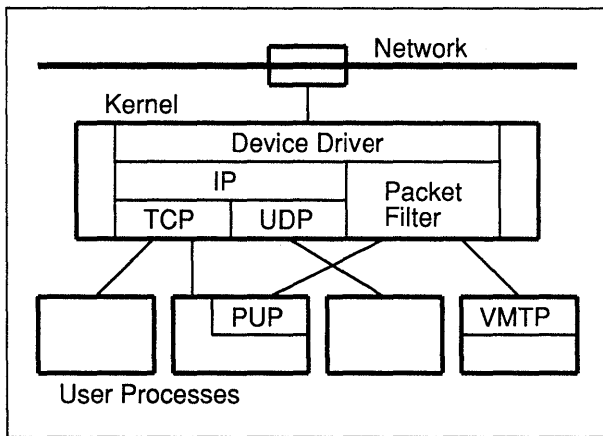 Network
Kernel
Device Driver
IP
Packet
Filter
TCP
UDP
PUP
VMTP
User Processes